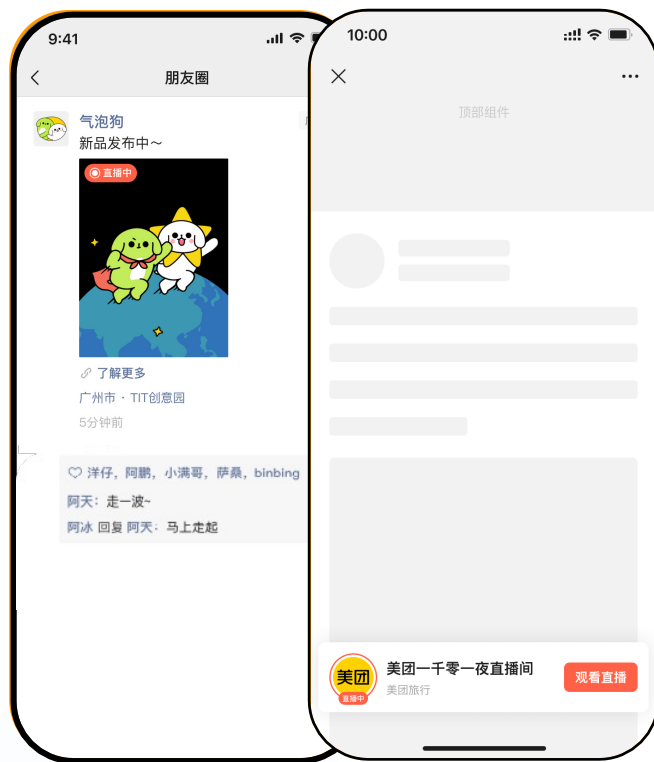 9:41
朋友圈
气泡狗
新品发布中~
直播中
了解更多
广州市 · TIT创意园
5分钟前
洋仔，阿鹏，小满哥，萨桑，binbing
阿天：走一波~
阿冰 回复 阿天：马上走起
10:00
顶部组件
美团
直播中
美团一千零一夜直播间
美团旅行
观看直播